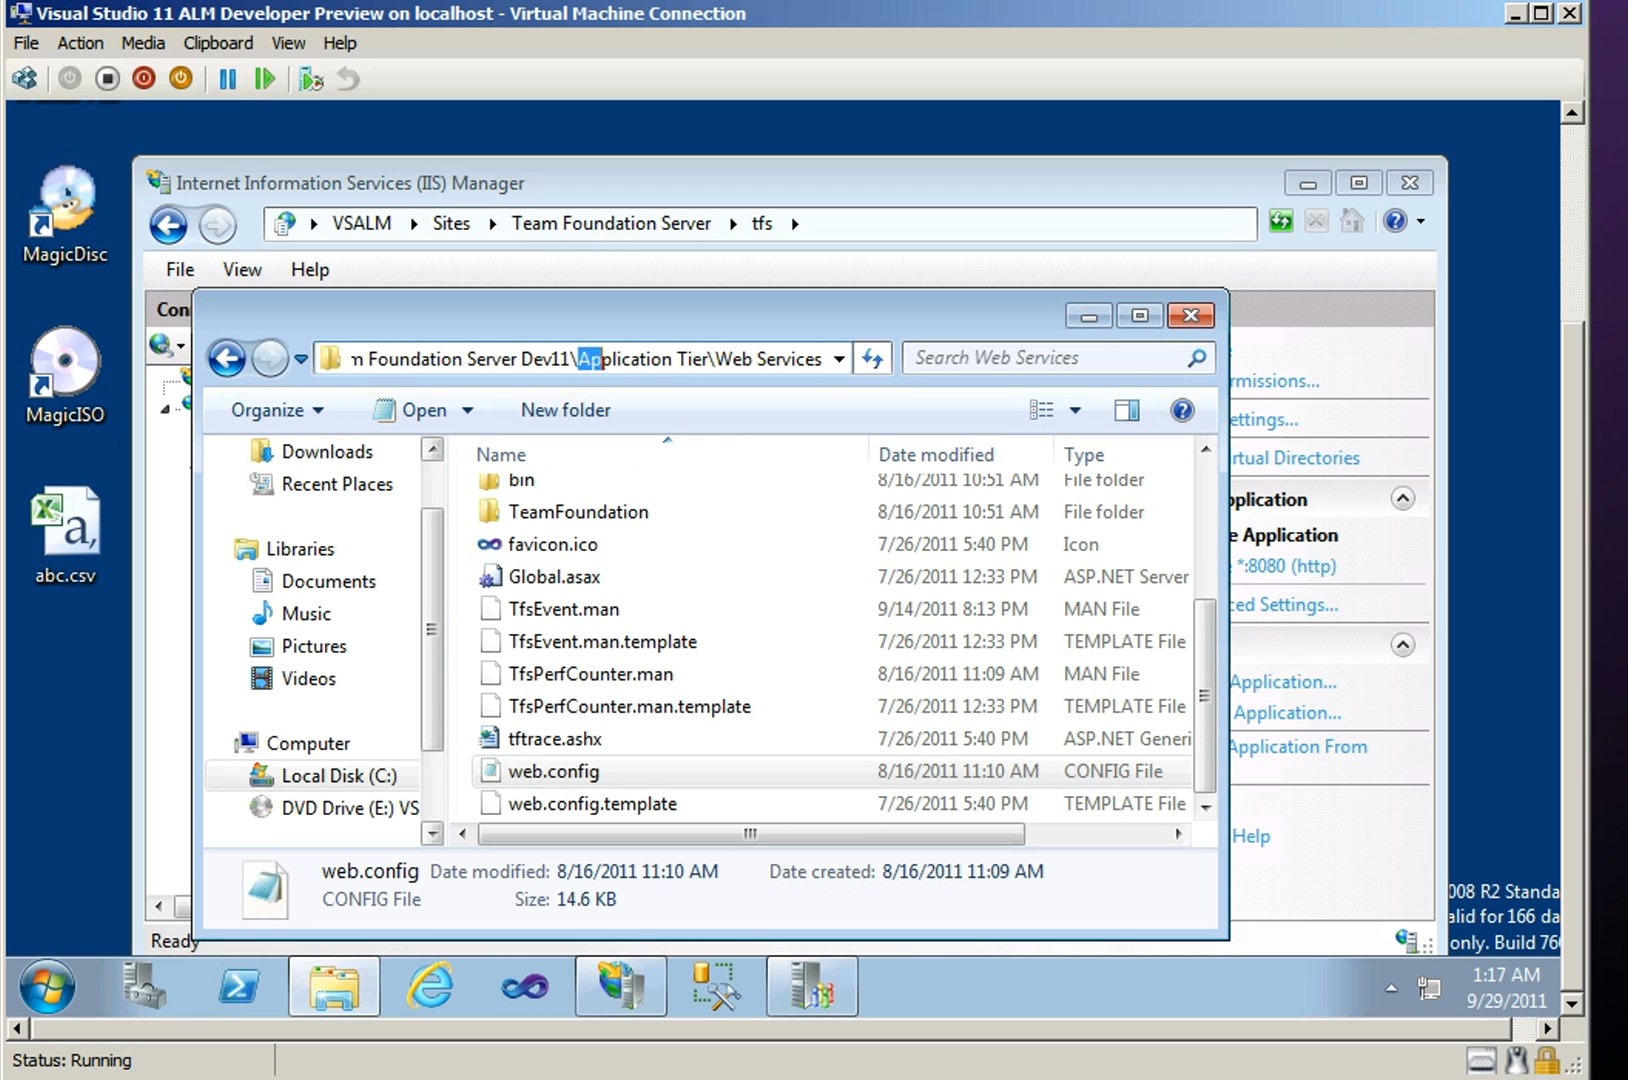 Visual Studio 11 ALM Developer Preview on localhost - Virtual Machine Connection
File Action Media Clipboard View Help
MagicDisc
MagicISO
abc.csv
Internet Information Services (IIS) Manager
VSALM Sites Team Foundation Server tfs
File View Help
Con
n Foundation Server Dev11\Application Tier\Web Services
Search Web Services
Organize Open New folder
Downloads
Recent Places
Libraries
Documents
Music
Pictures
Videos
Computer
Local Disk (C:)
DVD Drive (E:) VS
Name Date modified Type
bin 8/16/2011 10:51 AM File folder
TeamFoundation 8/16/2011 10:51 AM File folder
favicon.ico 7/26/2011 5:40 PM Icon
Global.asax 7/26/2011 12:33 PM ASP.NET Server
TfsEvent.man 9/14/2011 8:13 PM MAN File
TfsEvent.man.template 7/26/2011 12:33 PM TEMPLATE File
TfsPerfCounter.man 8/16/2011 11:09 AM MAN File
TfsPerfCounter.man.template 7/26/2011 12:33 PM TEMPLATE File
tftrace.ashx 7/26/2011 5:40 PM ASP.NET Generi
web.config 8/16/2011 11:10 AM CONFIG File
web.config.template 7/26/2011 5:40 PM TEMPLATE File
web.config Date modified: 8/16/2011 11:10 AM Date created: 8/16/2011 11:09 AM
CONFIG File Size: 14.6 KB
rmissions...
ettings...
rtual Directories
plication
e Application
*:8080 (http)
ced Settings...
Application...
Application...
Application From
Help
Ready
008 R2 Standa
alid for 166 da
only. Build 760
1:17 AM
9/29/2011
Status: Running